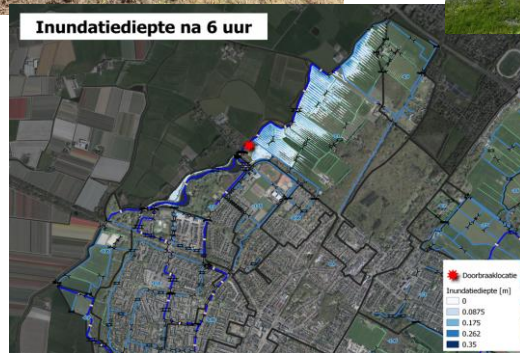 Inundatiediepte na 6 uur
Doorbraaklocatie
Inundatiediepte [m]
0
0.0875
0.175
0.262
0.35